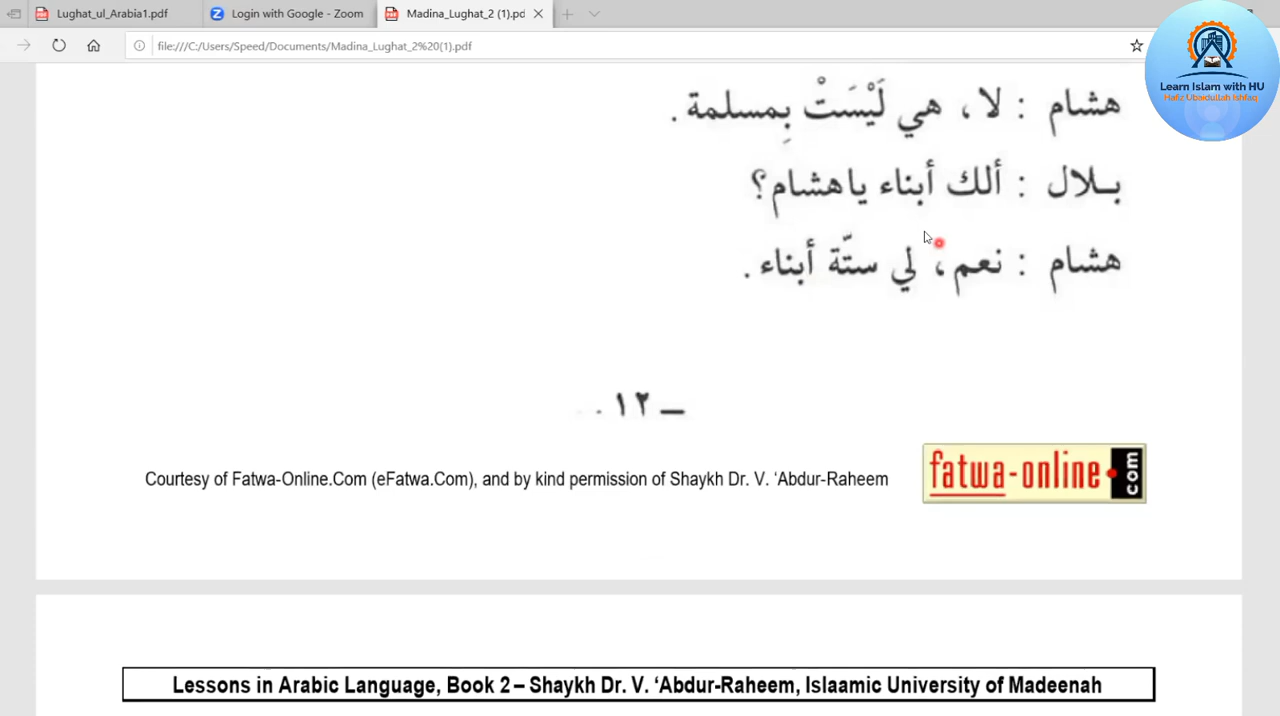 Lughat_ul_Arabia1.pdf
Login with Google - Zoom
Madina_Lughat_2 (1).pd
file:///C:/Users/Speed/Documents/Madina_Lughat_2%20(1).pdf
Learn Islam with HU
Hafiz Ubaidullah Ishfaq
هشام : لا، هي لَيْسَتْ بِمسلمة .
بـلال : ألك أبناء ياهشام؟
هشام : نعم، لي ستّة أبناء .
– ١٢ .
Courtesy of Fatwa-Online.Com (eFatwa.Com), and by kind permission of Shaykh Dr. V. ‘Abdur-Raheem
fatwa-online.com
Lessons in Arabic Language, Book 2 – Shaykh Dr. V. ‘Abdur-Raheem, Islaamic University of Madeenah